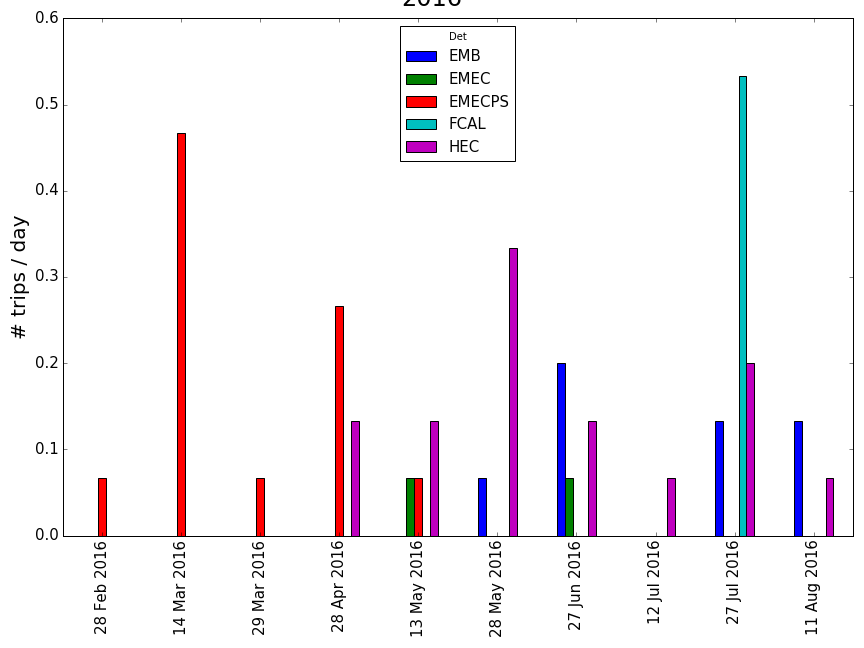 2016
# trips / day
0.6
0.5
0.4
0.3
0.2
0.1
0.0
Det
EMB
EMEC
EMECPS
FCAL
HEC
28 Feb 2016
14 Mar 2016
29 Mar 2016
28 Apr 2016
13 May 2016
28 May 2016
27 Jun 2016
12 Jul 2016
27 Jul 2016
11 Aug 2016